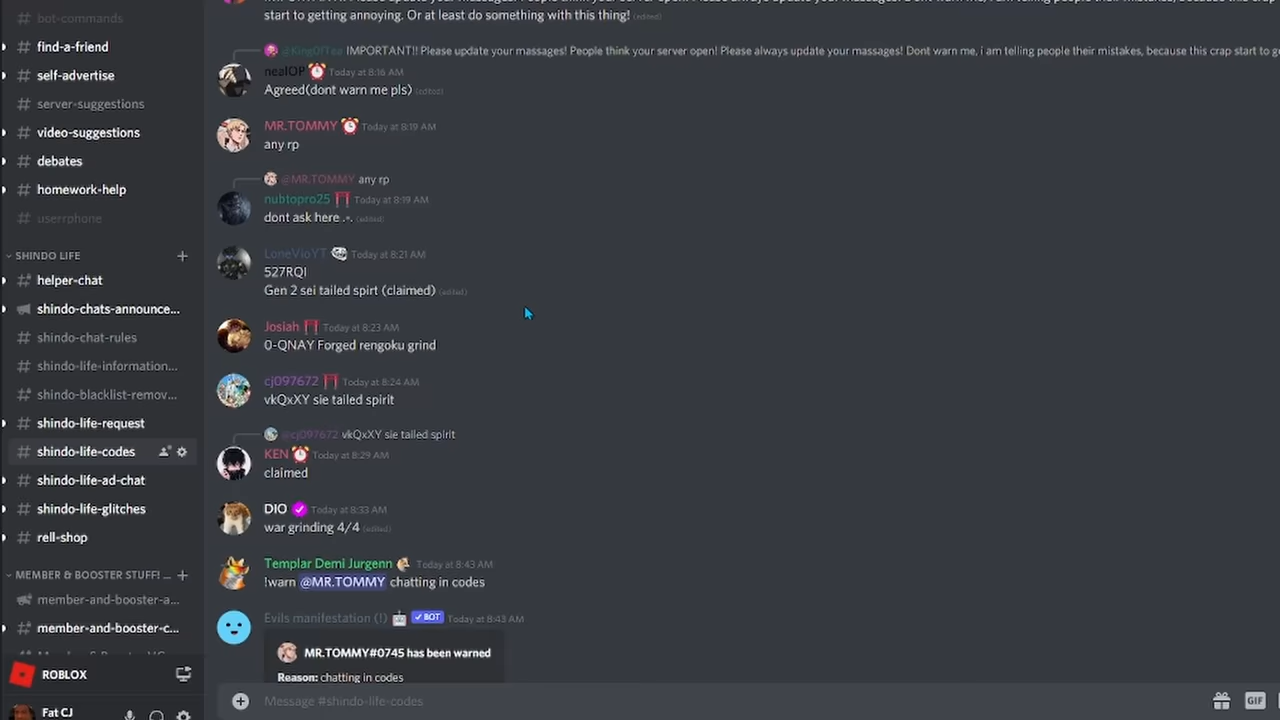 bot-commands
find-a-friend
self-advertise
server-suggestions
video-suggestions
debates
homework-help
userrphone
SHINDO LIFE
helper-chat
shindo-chats-announce...
shindo-chat-rules
shindo-life-information...
shindo-blacklist-remov...
shindo-life-request
shindo-life-codes
shindo-life-ad-chat
shindo-life-glitches
rell-shop
MEMBER & BOOSTER STUFF! ...
member-and-booster-a...
member-and-booster-c...
ROBLOX
Fat CJ
start to getting annoying. Or at least do something with this thing! (edited)
@King0fTea IMPORTANT!! Please update your massages! People think your server open! Please always update your massages! Dont warn me, i am telling people their mistakes, because this crap start to g
nealOP Today at 8:16 AM
Agreed(dont warn me pls) (edited)
MR.TOMMY Today at 8:19 AM
any rp
@MR.TOMMY any rp
nubtopro25 Today at 8:19 AM
dont ask here .-. (edited)
LoneVioYT Today at 8:21 AM
527RQI
Gen 2 sei tailed spirt (claimed) (edited)
Josiah Today at 8:23 AM
0-QNAY Forged rengoku grind
cj097672 Today at 8:24 AM
vkQxXY sie tailed spirit
@cj097672 vkQxXY sie tailed spirit
KEN Today at 8:29 AM
claimed
DIO Today at 8:33 AM
war grinding 4/4 (edited)
Templar Demi Jurgenn Today at 8:43 AM
!warn @MR.TOMMY chatting in codes
Evils manifestation (!) BOT Today at 8:43 AM
MR.TOMMY#0745 has been warned
Reason: chatting in codes
Message #shindo-life-codes
GIF